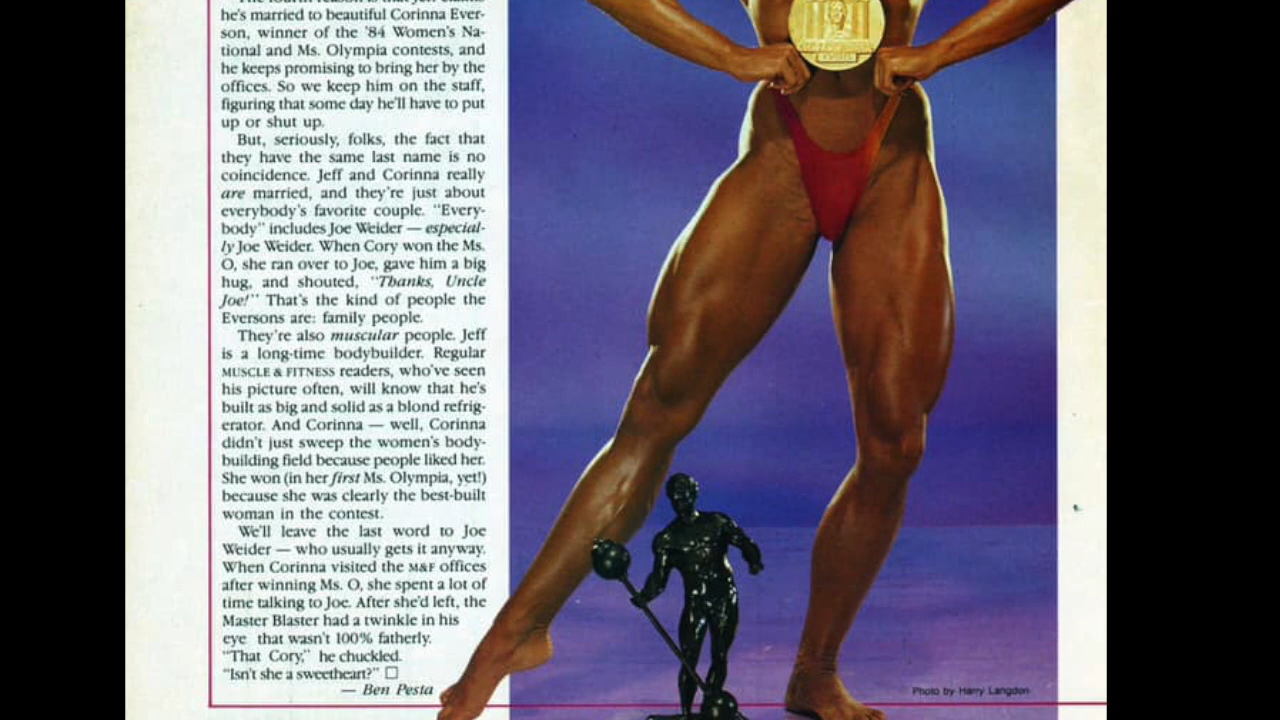 The fourth reason is that Jeff claims
he's married to beautiful Corinna Ever-
son, winner of the '84 Women's Na-
tional and Ms. Olympia contests, and
he keeps promising to bring her by the
offices. So we keep him on the staff,
figuring that some day he'll have to put
up or shut up.
But, seriously, folks, the fact that
they have the same last name is no
coincidence. Jeff and Corinna really
are married, and they're just about
everybody's favorite couple. "Every-
body" includes Joe Weider — especial-
ly Joe Weider. When Cory won the Ms.
O, she ran over to Joe, gave him a big
hug, and shouted, "Thanks, Uncle
Joe!" That's the kind of people the
Eversons are: family people.
They're also muscular people. Jeff
is a long-time bodybuilder. Regular
MUSCLE & FITNESS readers, who've seen
his picture often, will know that he's
built as big and solid as a blond refrig-
erator. And Corinna — well, Corinna
didn't just sweep the women's body-
building field because people liked her.
She won (in her first Ms. Olympia, yet!)
because she was clearly the best-built
woman in the contest.
We'll leave the last word to Joe
Weider — who usually gets it anyway.
When Corinna visited the M&F offices
after winning Ms. O, she spent a lot of
time talking to Joe. After she'd left, the
Master Blaster had a twinkle in his
eye that wasn't 100% fatherly.
"That Cory," he chuckled.
"Isn't she a sweetheart?" □
— Ben Pesta
Photo by Harry Langdon